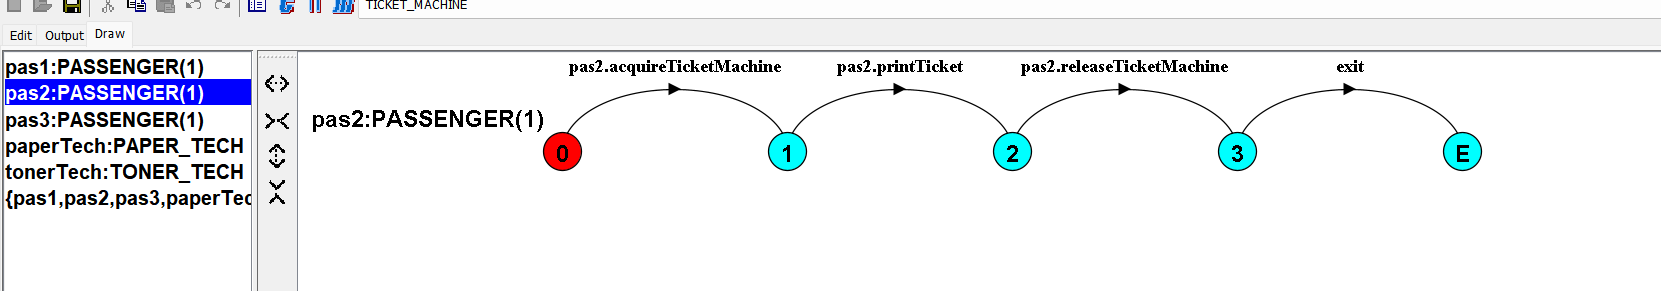 TICKET_MACHINE
Edit Output Draw
pas1:PASSENGER(1)
pas2:PASSENGER(1)
pas3:PASSENGER(1)
paperTech:PAPER_TECH
tonerTech:TONER_TECH
{pas1,pas2,pas3,paperTec
pas2.acquireTicketMachine pas2.printTicket pas2.releaseTicketMachine exit
pas2:PASSENGER(1)
0 1 2 3 E